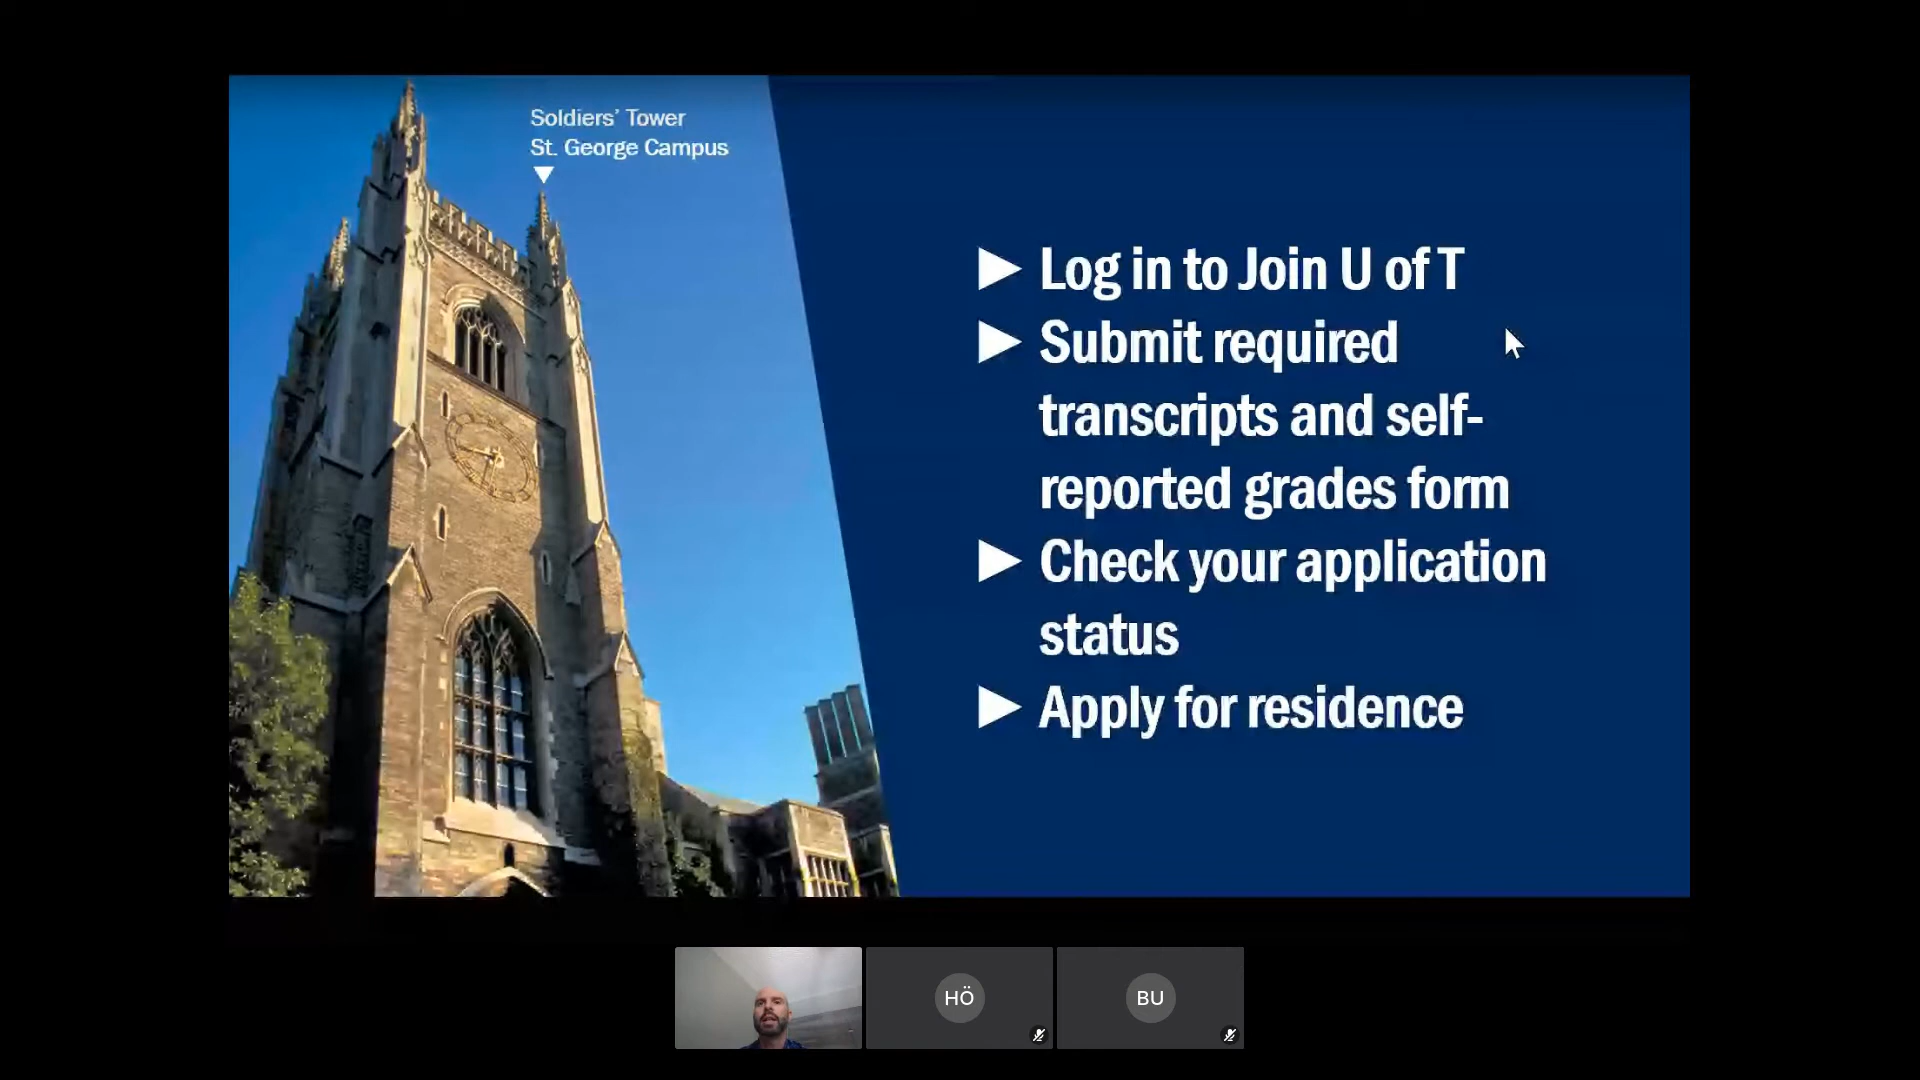 Soldiers’ Tower
St. George Campus
Log in to Join U of T
Submit required
transcripts and self-
reported grades form
Check your application
status
Apply for residence
HÖ
BU